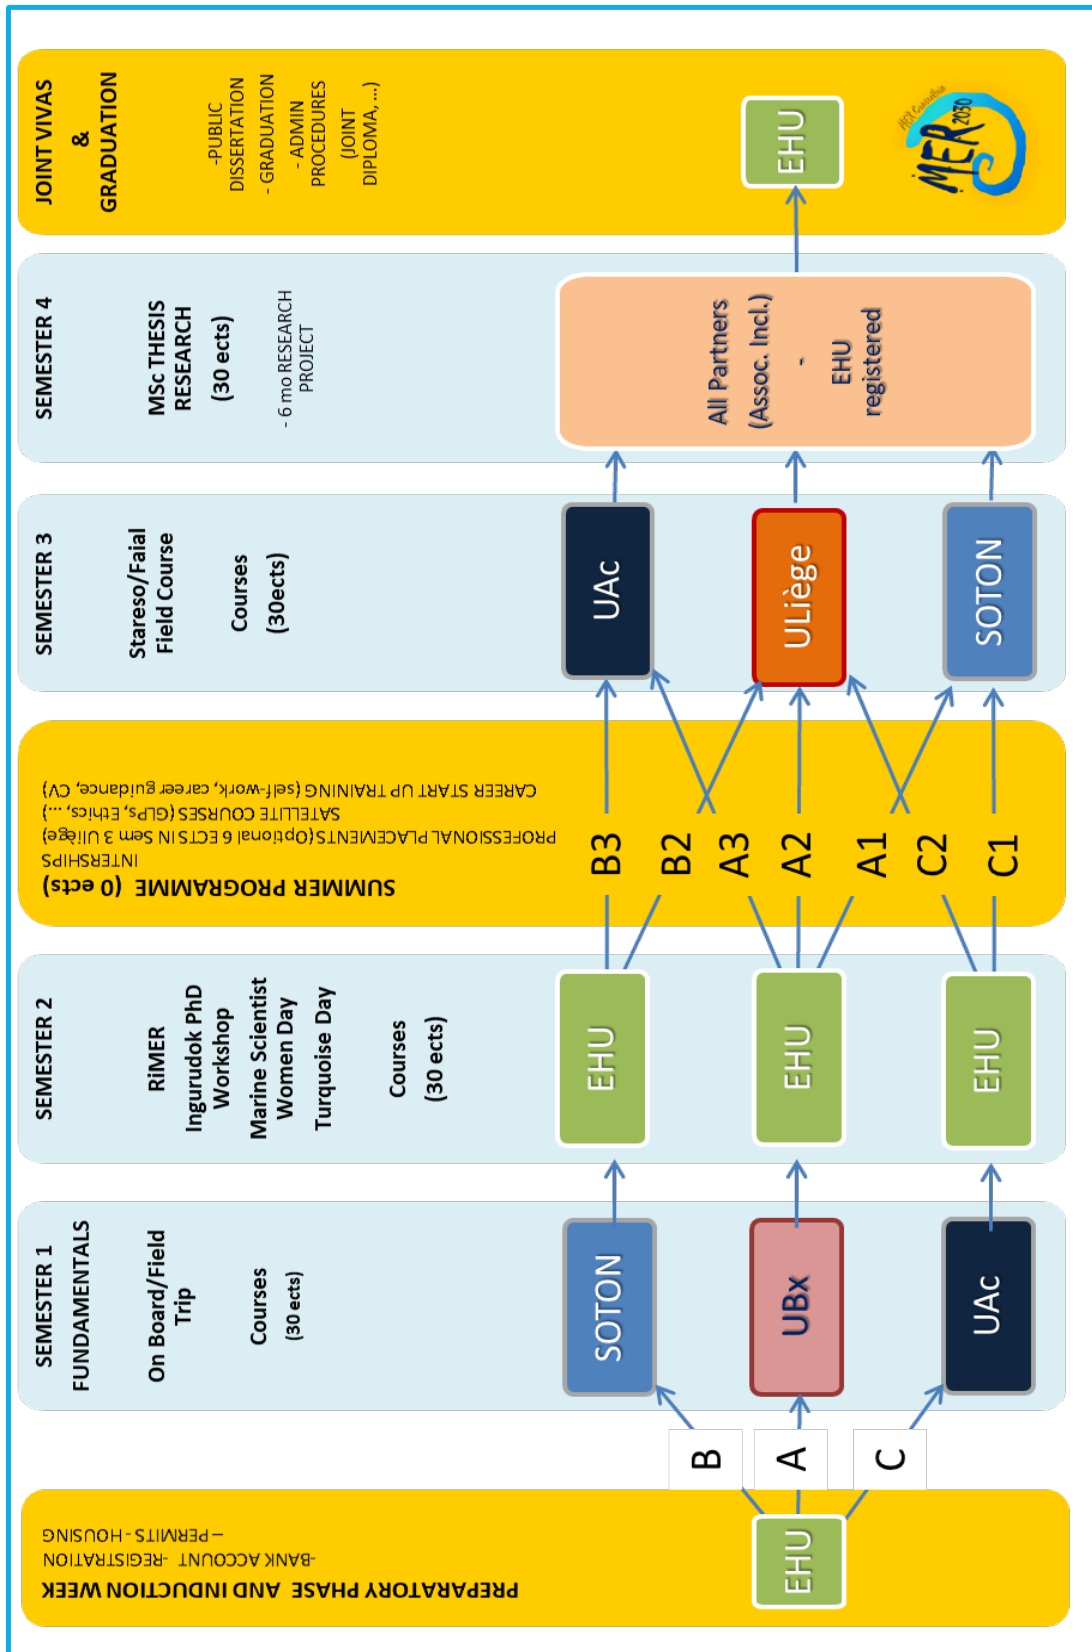 PREPARATORY PHASE AND INDUCTION WEEK
-BANK ACCOUNT -REGISTRATION
– PERMITS - HOUSING
EHU
B
A
C
SEMESTER 1
FUNDAMENTALS
On Board/Field
Trip
Courses
(30 ects)
SOTON
UBx
UAc
SEMESTER 2
RiMER
Ingurudok PhD
Workshop
Marine Scientist
Women Day
Turquoise Day
Courses
(30 ects)
EHU
EHU
EHU
SUMMER PROGRAMME (0 ects)
INTERSHIPS
PROFESSIONAL PLACEMENTS (Optional 6 ECTS IN Sem 3 Uliège)
SATELLITE COURSES (GLPs, Ethics, ...)
CAREER START UP TRAINING (self-work, career guidance, CV)
B3
B2
A3
A2
A1
C2
C1
SEMESTER 3
Stareso/Faial
Field Course
Courses
(30ects)
UAc
ULiège
SOTON
SEMESTER 4
MSc THESIS
RESEARCH
(30 ects)
- 6 mo RESEARCH
PROJECT
All Partners
(Assoc. Incl.)
-
EHU
registered
JOINT VIVAS
&
GRADUATION
-PUBLIC
DISSERTATION
- GRADUATION
- ADMIN
PROCEDURES
(JOINT
DIPLOMA, ...)
EHU
MER
2030